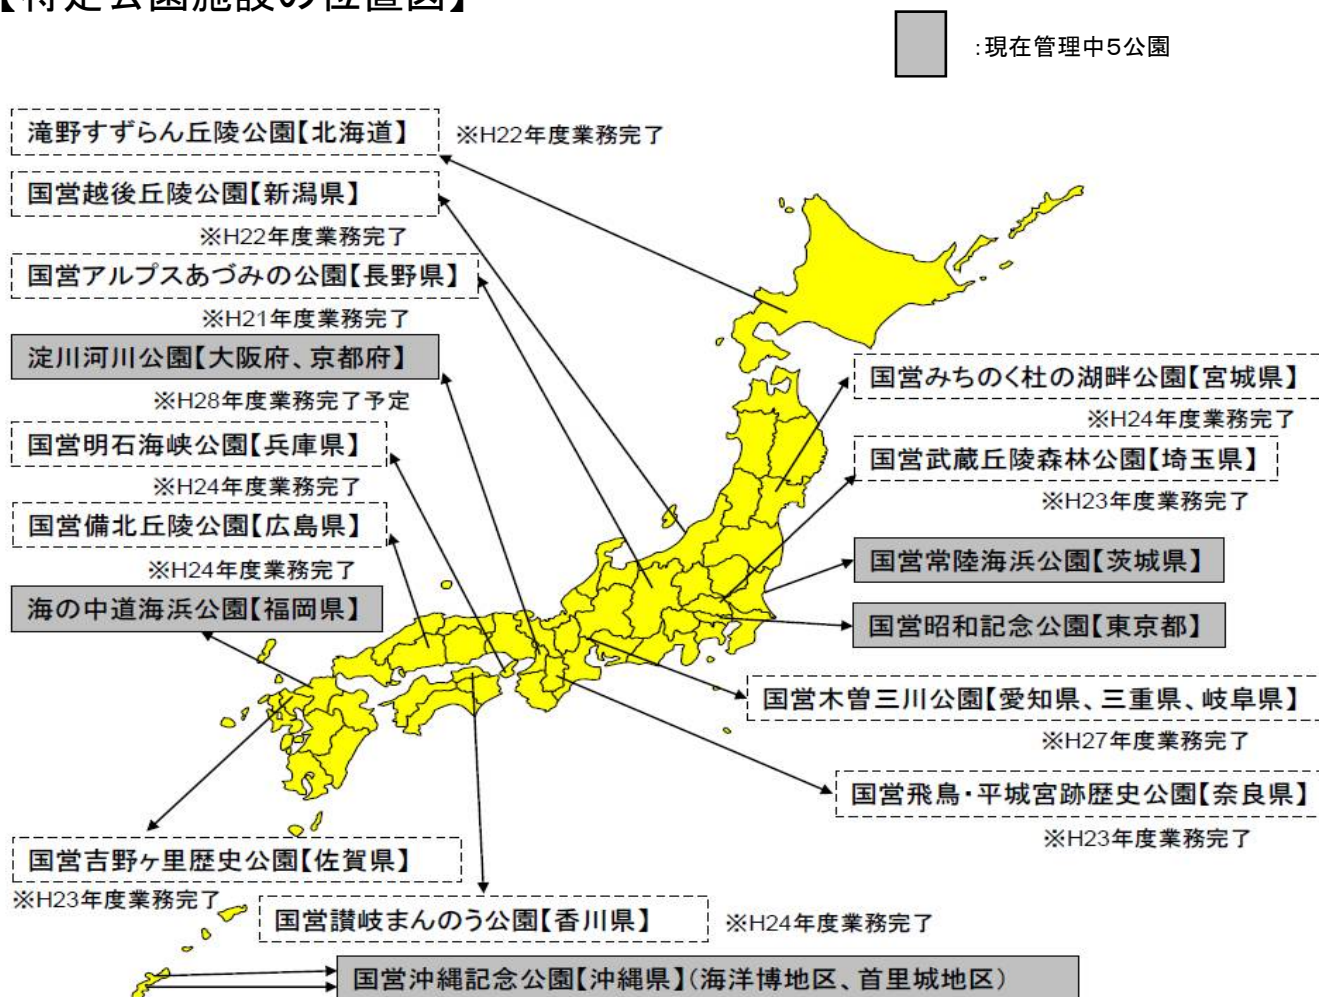 【特定公園施設の位置図】
：現在管理中５公園
滝野すずらん丘陵公園【北海道】
※H22年度業務完了
国営越後丘陵公園【新潟県】
※H22年度業務完了
国営アルプスあづみの公園【長野県】
※H21年度業務完了
淀川河川公園【大阪府、京都府】
※H28年度業務完了予定
国営明石海峡公園【兵庫県】
※H24年度業務完了
国営備北丘陵公園【広島県】
※H24年度業務完了
海の中道海浜公園【福岡県】
国営みちのく杜の湖畔公園【宮城県】
※H24年度業務完了
国営武蔵丘陵森林公園【埼玉県】
※H23年度業務完了
国営常陸海浜公園【茨城県】
国営昭和記念公園【東京都】
国営木曽三川公園【愛知県、三重県、岐阜県】
※H27年度業務完了
国営飛鳥・平城宮跡歴史公園【奈良県】
※H23年度業務完了
国営吉野ヶ里歴史公園【佐賀県】
※H23年度業務完了
国営讃岐まんのう公園【香川県】
※H24年度業務完了
国営沖縄記念公園【沖縄県】（海洋博地区、首里城地区）